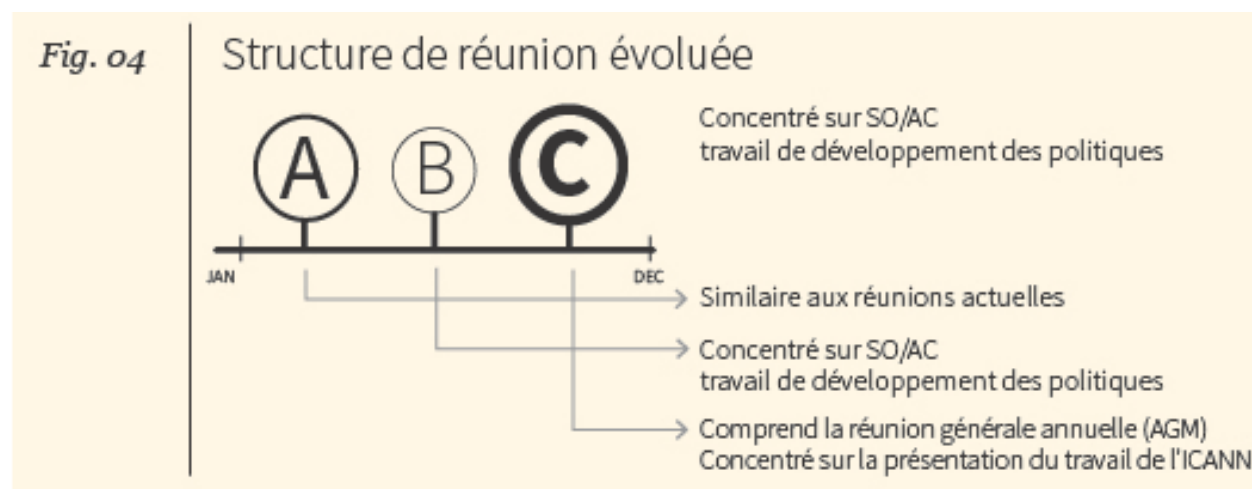 Fig. 04
Structure de réunion évoluée
Concentré sur SO/AC
travail de développement des politiques
A B C
JAN DEC
Similaire aux réunions actuelles
Concentré sur SO/AC
travail de développement des politiques
Comprend la réunion générale annuelle (AGM)
Concentré sur la présentation du travail de l'ICANN